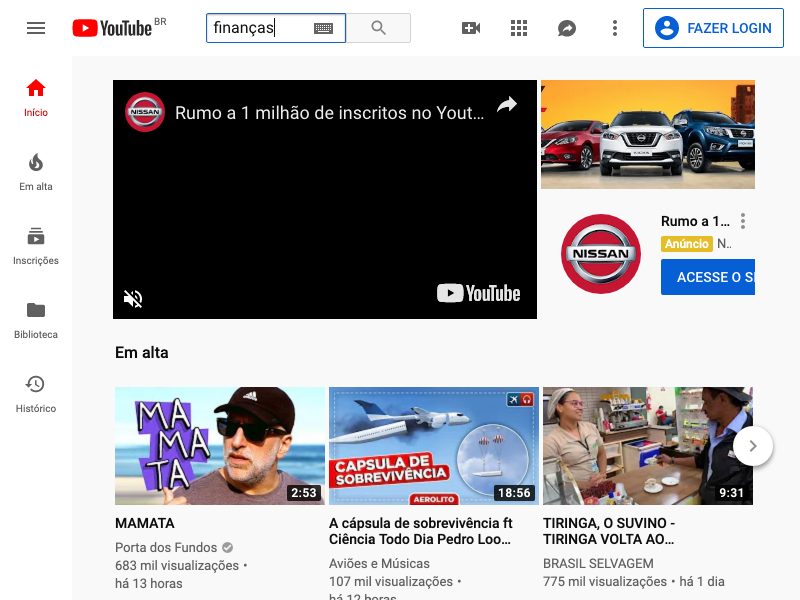 YouTube BR
finanças
FAZER LOGIN
Início
Em alta
Inscrições
Biblioteca
Histórico
NISSAN
Rumo a 1 milhão de inscritos no Yout...
YouTube
NISSAN
Rumo a 1...
Anúncio N..
ACESSE O SI
Em alta
MA
MA
TA
2:53
CAPSULA DE
SOBREVIVÊNCIA
AEROLITO
18:56
9:31
MAMATA
Porta dos Fundos
683 mil visualizações •
há 13 horas
A cápsula de sobrevivência ft
Ciência Todo Dia Pedro Loo...
Aviões e Músicas
107 mil visualizações •
há 12 horas
TIRINGA, O SUVINO -
TIRINGA VOLTA AO...
BRASIL SELVAGEM
775 mil visualizações • há 1 dia